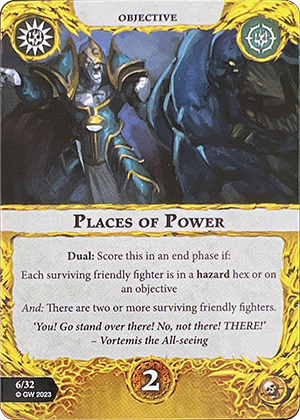 OBJECTIVE
PLACES OF POWER
Dual: Score this in an end phase if:
Each surviving friendly fighter is in a hazard hex or on
an objective
And: There are two or more surviving friendly fighters.
'You! Go stand over there! No, not there! THERE!'
– Vortemis the All-seeing
6/32
© GW 2023
2